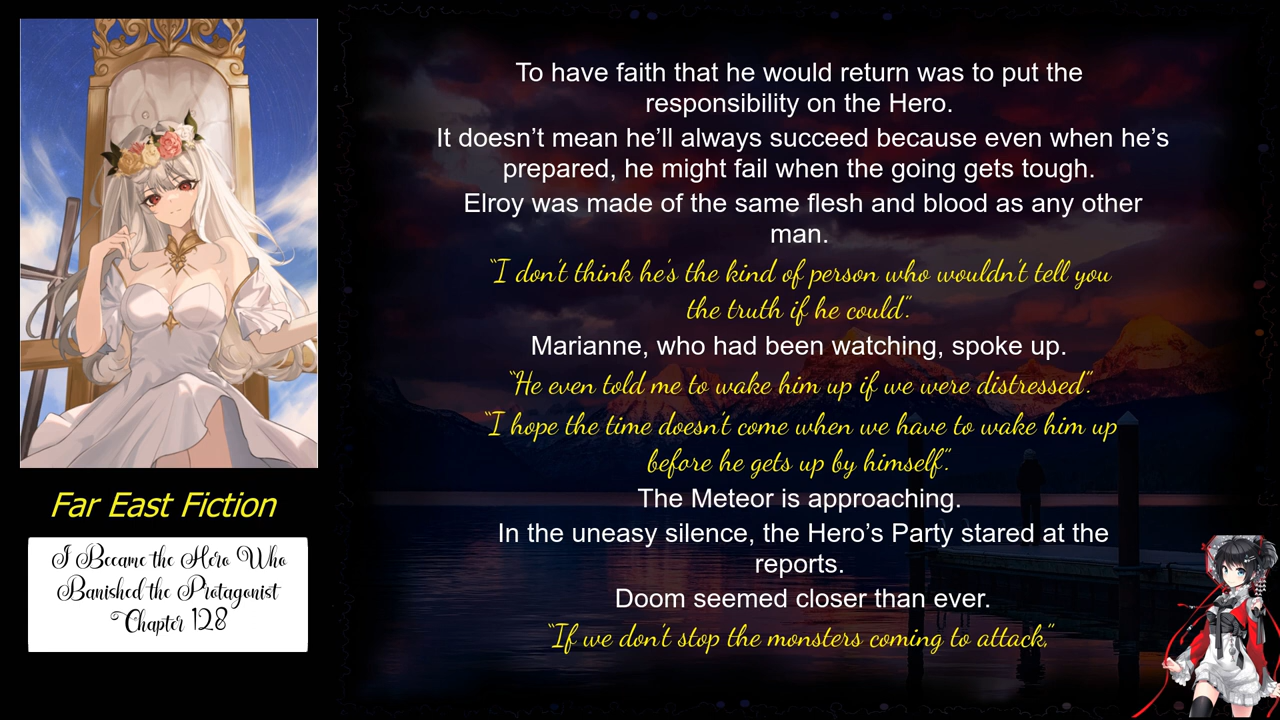 To have faith that he would return was to put the
responsibility on the Hero.
It doesn’t mean he’ll always succeed because even when he’s
prepared, he might fail when the going gets tough.
Elroy was made of the same flesh and blood as any other
man.
“I don’t think he’s the kind of person who wouldn’t tell you
the truth if he could”.
Marianne, who had been watching, spoke up.
“He even told me to wake him up if we were distressed”.
“I hope the time doesn’t come when we have to wake him up
before he gets up by himself”.
The Meteor is approaching.
In the uneasy silence, the Hero’s Party stared at the
reports.
Doom seemed closer than ever.
“If we don’t stop the monsters coming to attack,”
Far East Fiction
I Became the Hero Who
Banished the Protagonist
Chapter 128